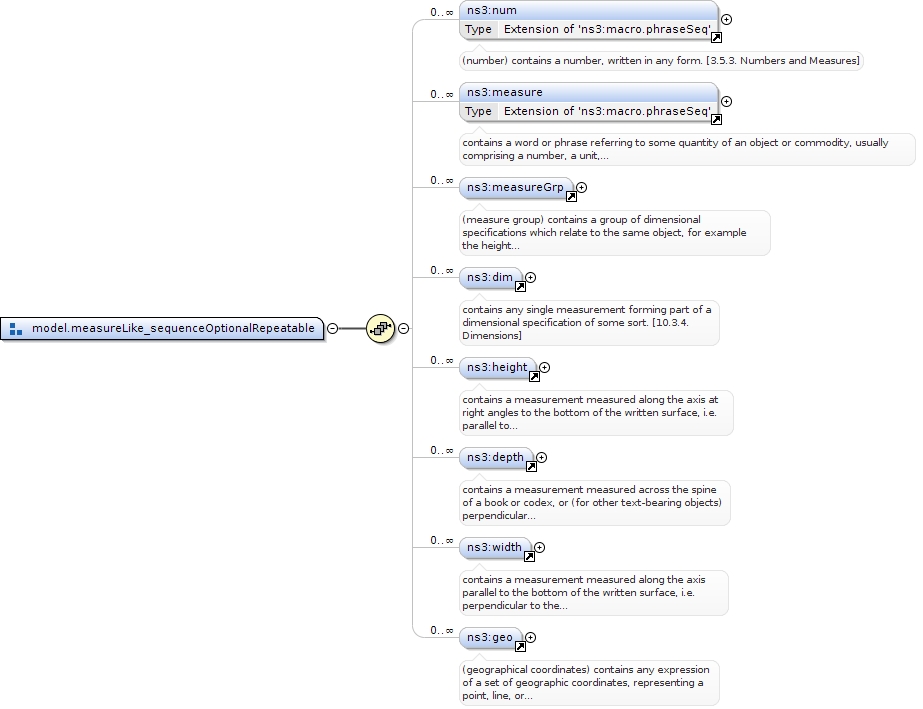 0..∞
ns3:num
Type Extension of 'ns3:macro.phraseSeq'
(number) contains a number, written in any form. [3.5.3. Numbers and Measures]
0..∞
ns3:measure
Type Extension of 'ns3:macro.phraseSeq'
contains a word or phrase referring to some quantity of an object or commodity, usually
comprising a number, a unit,...
0..∞
ns3:measureGrp
(measure group) contains a group of dimensional
specifications which relate to the same object, for example
the height...
0..∞
ns3:dim
contains any single measurement forming part of a
dimensional specification of some sort. [10.3.4.
Dimensions]
model.measureLike_sequenceOptionalRepeatable
0..∞
ns3:height
contains a measurement measured along the axis at
right angles to the bottom of the written surface, i.e.
parallel to...
0..∞
ns3:depth
contains a measurement measured across the spine
of a book or codex, or (for other text-bearing objects)
perpendicular...
0..∞
ns3:width
contains a measurement measured along the axis
parallel to the bottom of the written surface, i.e.
perpendicular to the...
0..∞
ns3:geo
(geographical coordinates) contains any expression
of a set of geographic coordinates, representing a
point, line, or...